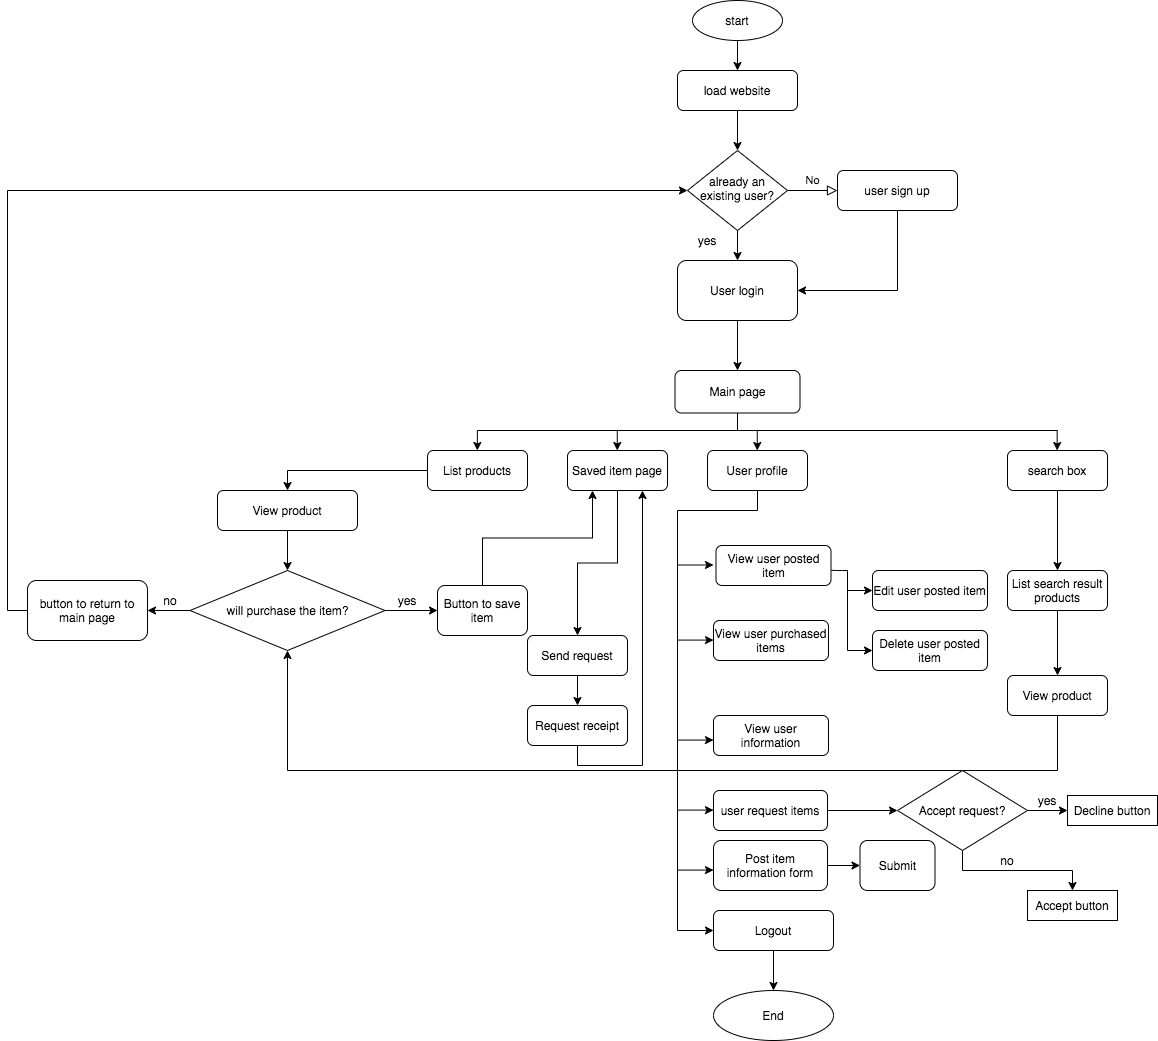 start
load website
already an
existing user?
No
user sign up
yes
User login
Main page
List products
Saved item page
User profile
search box
View product
View user posted
item
button to return to
main page
no
will purchase the item?
yes
Button to save
item
Edit user posted item
List search result
products
Send request
View user purchased
items
Delete user posted
item
View product
Request receipt
View user
information
user request items
Accept request?
yes
Decline button
Post item
information form
Submit
no
Accept button
Logout
End